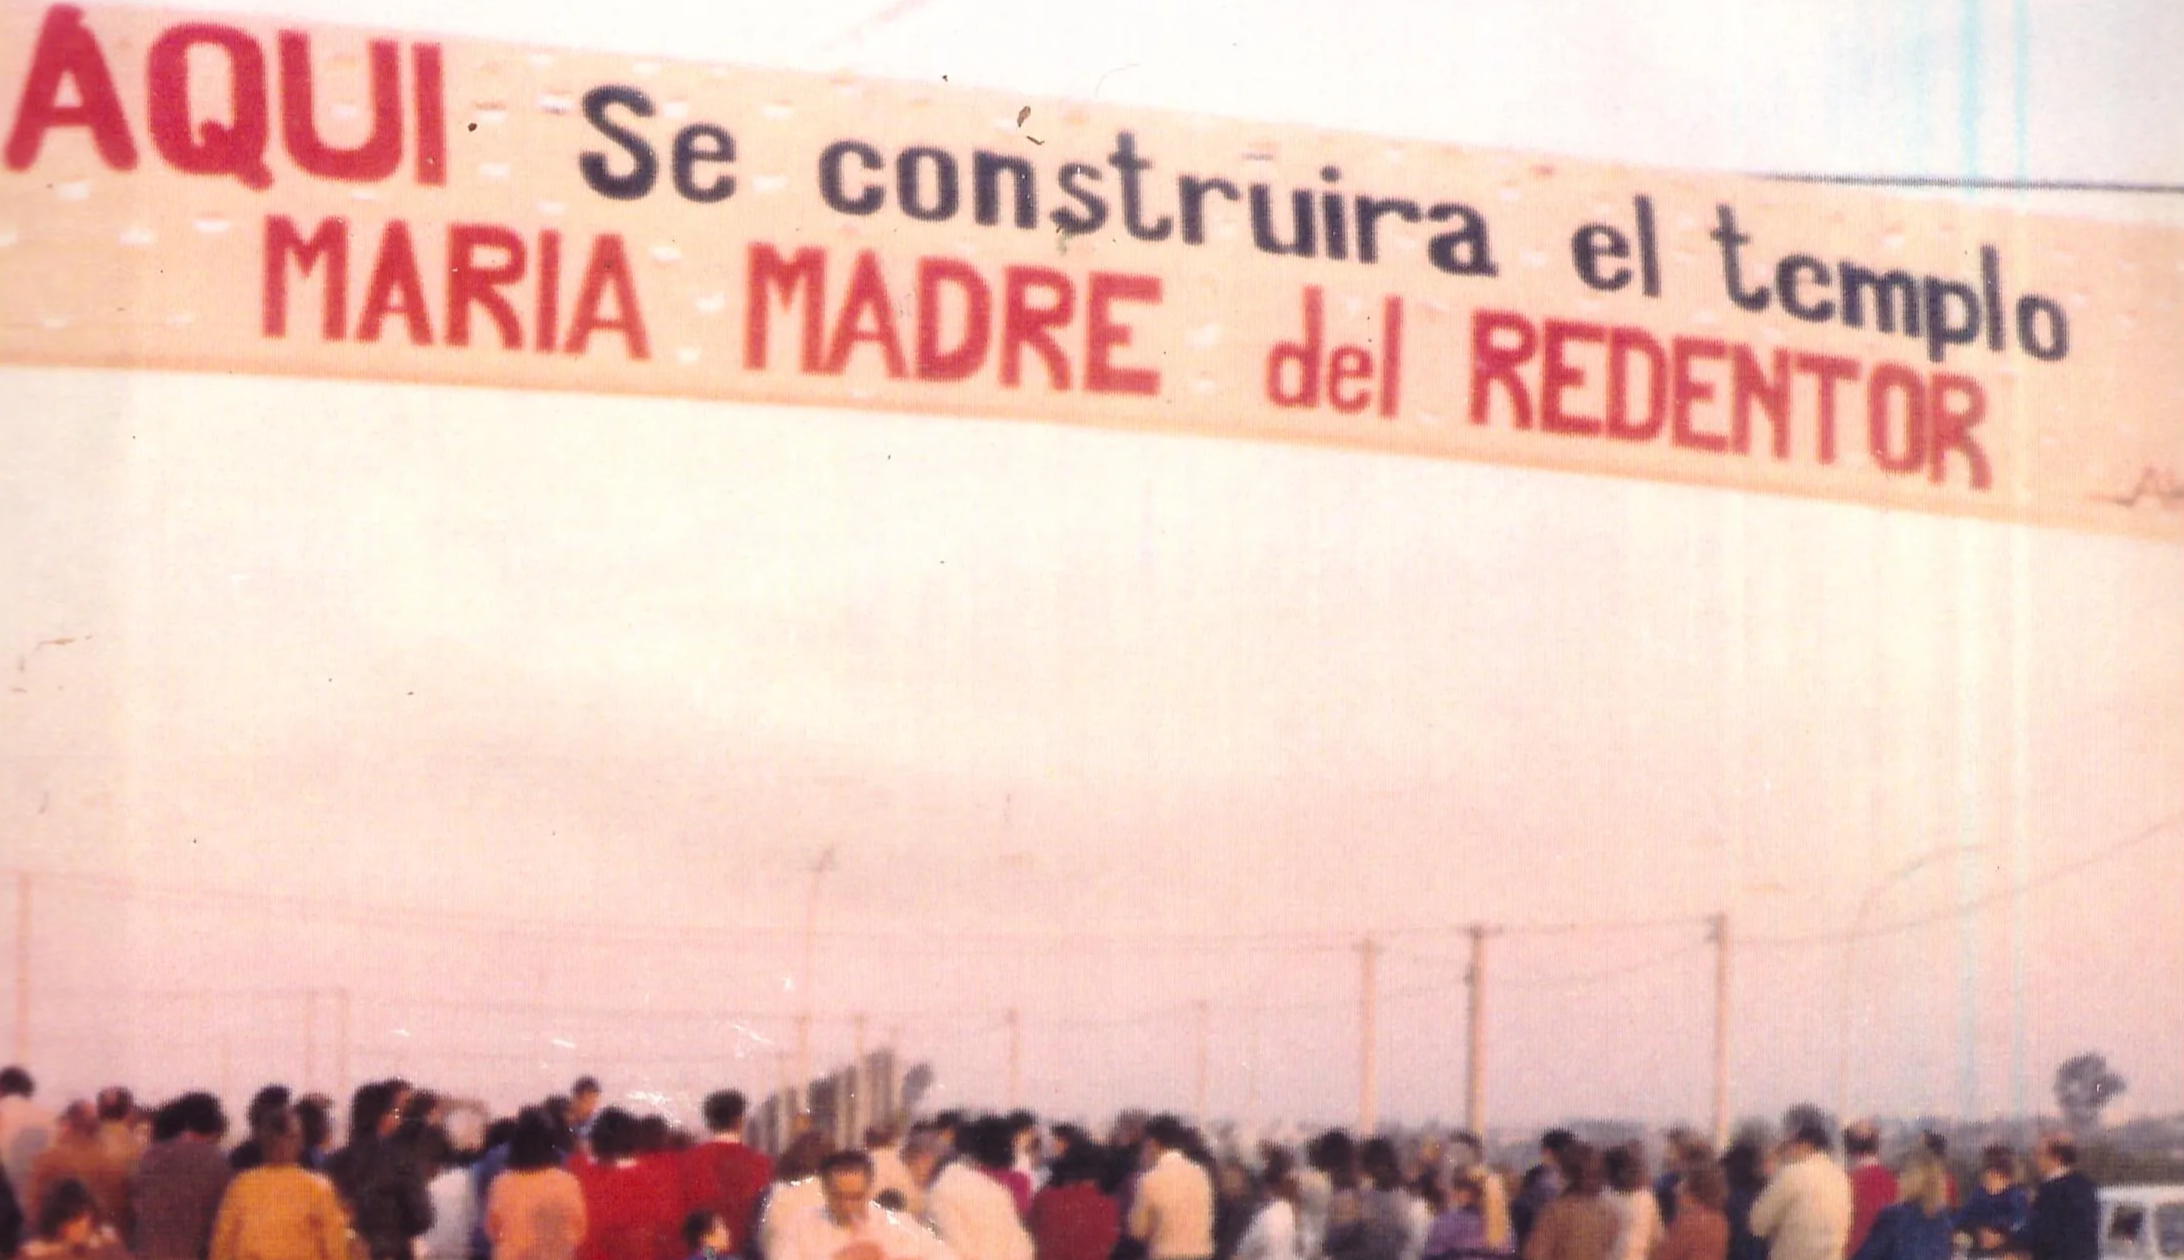 AQUI Se construira el templo
MARIA MADRE del REDENTOR